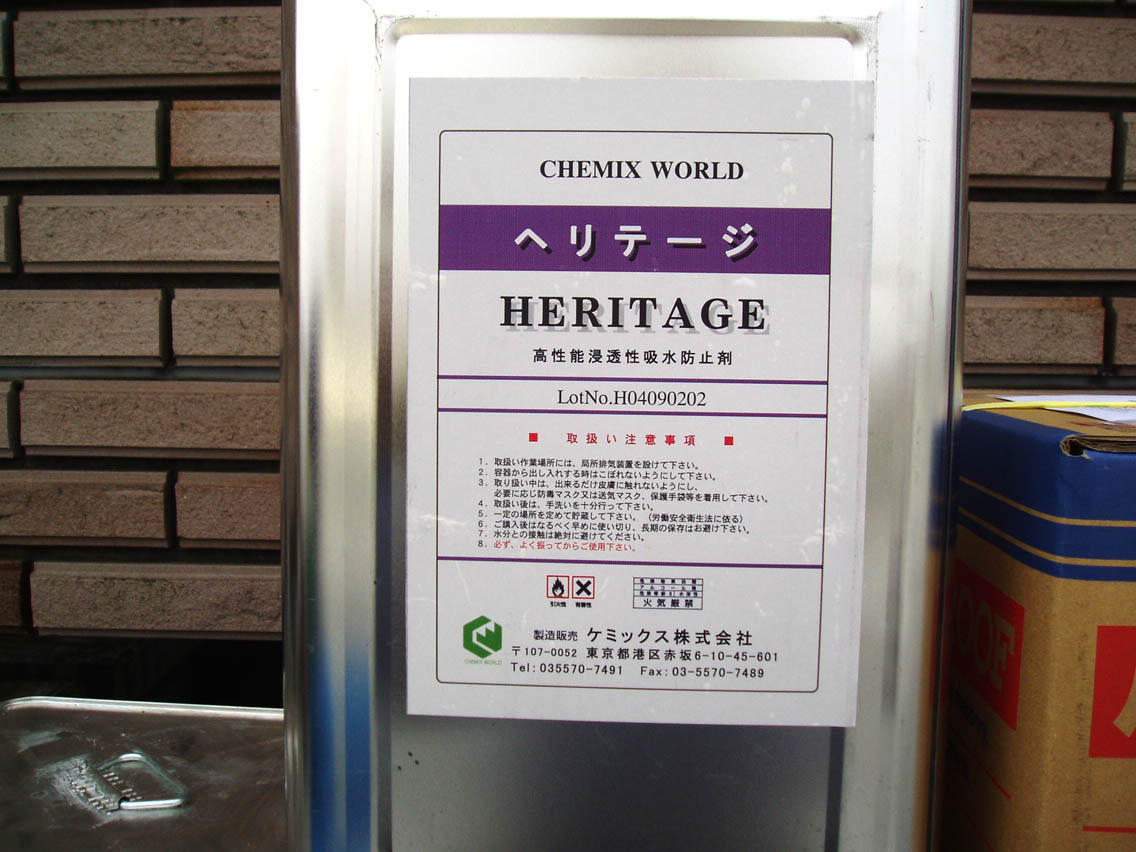 CHEMIX WORLD
ヘリテージ
HERITAGE
高性能浸透性吸水防止剤
LotNo.H04090202
■ 取扱い注意事項 ■
1. 取扱い作業場所には、局所排気装置を設けて下さい。
2. 容器から出し入れする時はこぼれないようにして下さい。
3. 取り扱い中は、出来るだけ皮膚に触れないようにし、
必要に応じ防毒マスク又は送気マスク、保護手袋等を着用して下さい。
4. 取扱い後は、手洗いを十分行って下さい。
5. 一定の場所を定めて貯蔵して下さい。(労働安全衛生法に依る)
6. ご購入後はなるべく早めに使い切り、長期の保存はお避け下さい。
7. 水分との接触は絶対に避けてください。
8. 必ず、よく振ってからご使用下さい。
引火性 有害性
火気厳禁
CHEMIX WORLD
製造販売 ケミックス株式会社
〒107-0052 東京都港区赤坂6-10-45-601
Tel:035570-7491 Fax:03-5570-7489
OOF